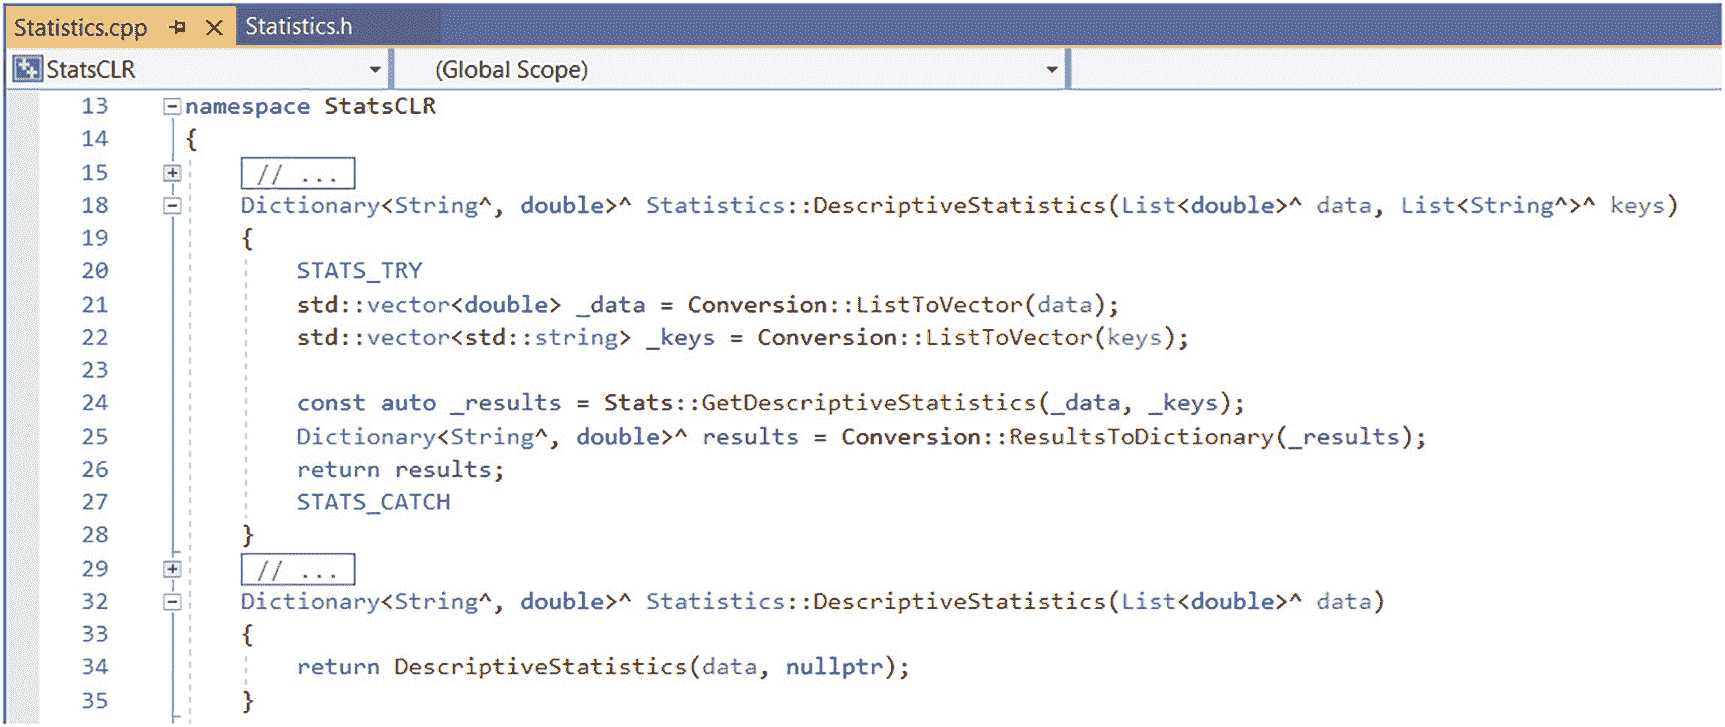 Statistics.cpp Statistics.h
StatsCLR (Global Scope)
13 namespace StatsCLR
14 {
15 // ...
18 Dictionary<String^, double>^ Statistics::DescriptiveStatistics(List<double>^ data, List<String^>^ keys)
19 {
20 STATS_TRY
21 std::vector<double> _data = Conversion::ListToVector(data);
22 std::vector<std::string> _keys = Conversion::ListToVector(keys);
23
24 const auto _results = Stats::GetDescriptiveStatistics(_data, _keys);
25 Dictionary<String^, double>^ results = Conversion::ResultsToDictionary(_results);
26 return results;
27 STATS_CATCH
28 }
29 // ...
32 Dictionary<String^, double>^ Statistics::DescriptiveStatistics(List<double>^ data)
33 {
34 return DescriptiveStatistics(data, nullptr);
35 }